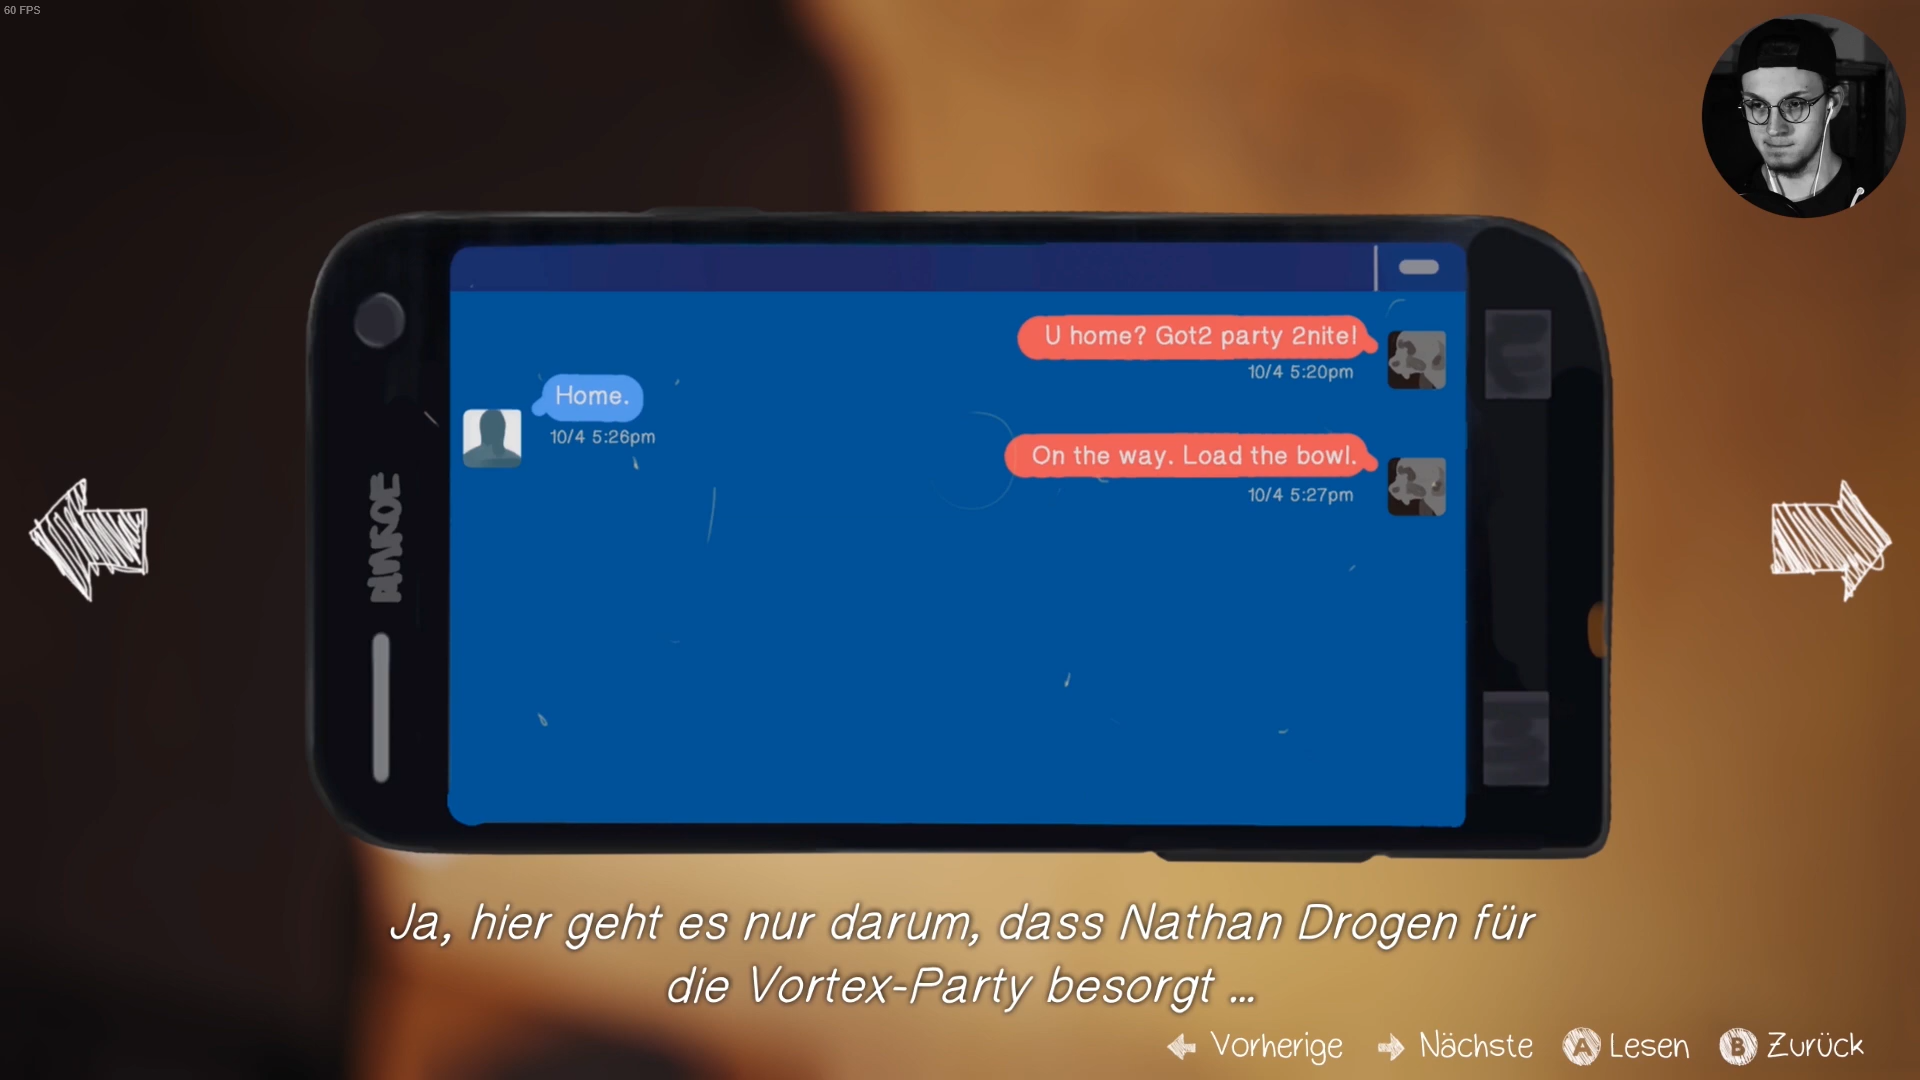 60 FPS
U home? Got2 party 2nite!
10/4 5:20pm
Home.
10/4 5:26pm
On the way. Load the bowl.
10/4 5:27pm
Ja, hier geht es nur darum, dass Nathan Drogen für
die Vortex-Party besorgt ...
Vorherige Nächste A Lesen B Zurück